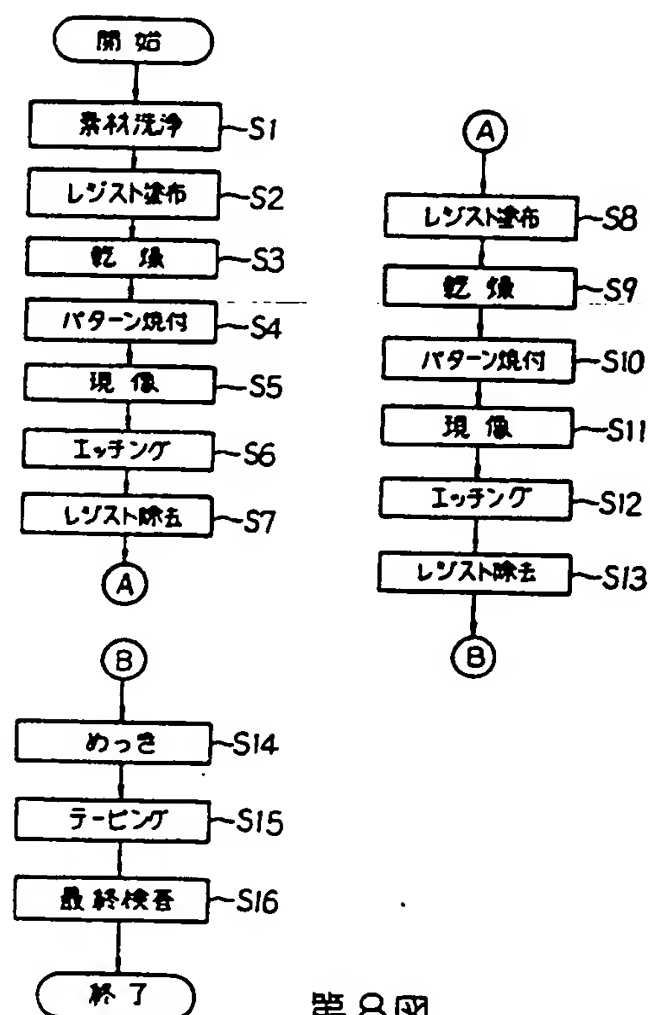 開始
素材洗浄 S1
レジスト塗布 S2
乾燥 S3
パターン焼付 S4
現像 S5
エッチング S6
レジスト除去 S7
A
A
レジスト塗布 S8
乾燥 S9
パターン焼付 S10
現像 S11
エッチング S12
レジスト除去 S13
B
B
めっき S14
テーピング S15
最終検査 S16
終了
第8図